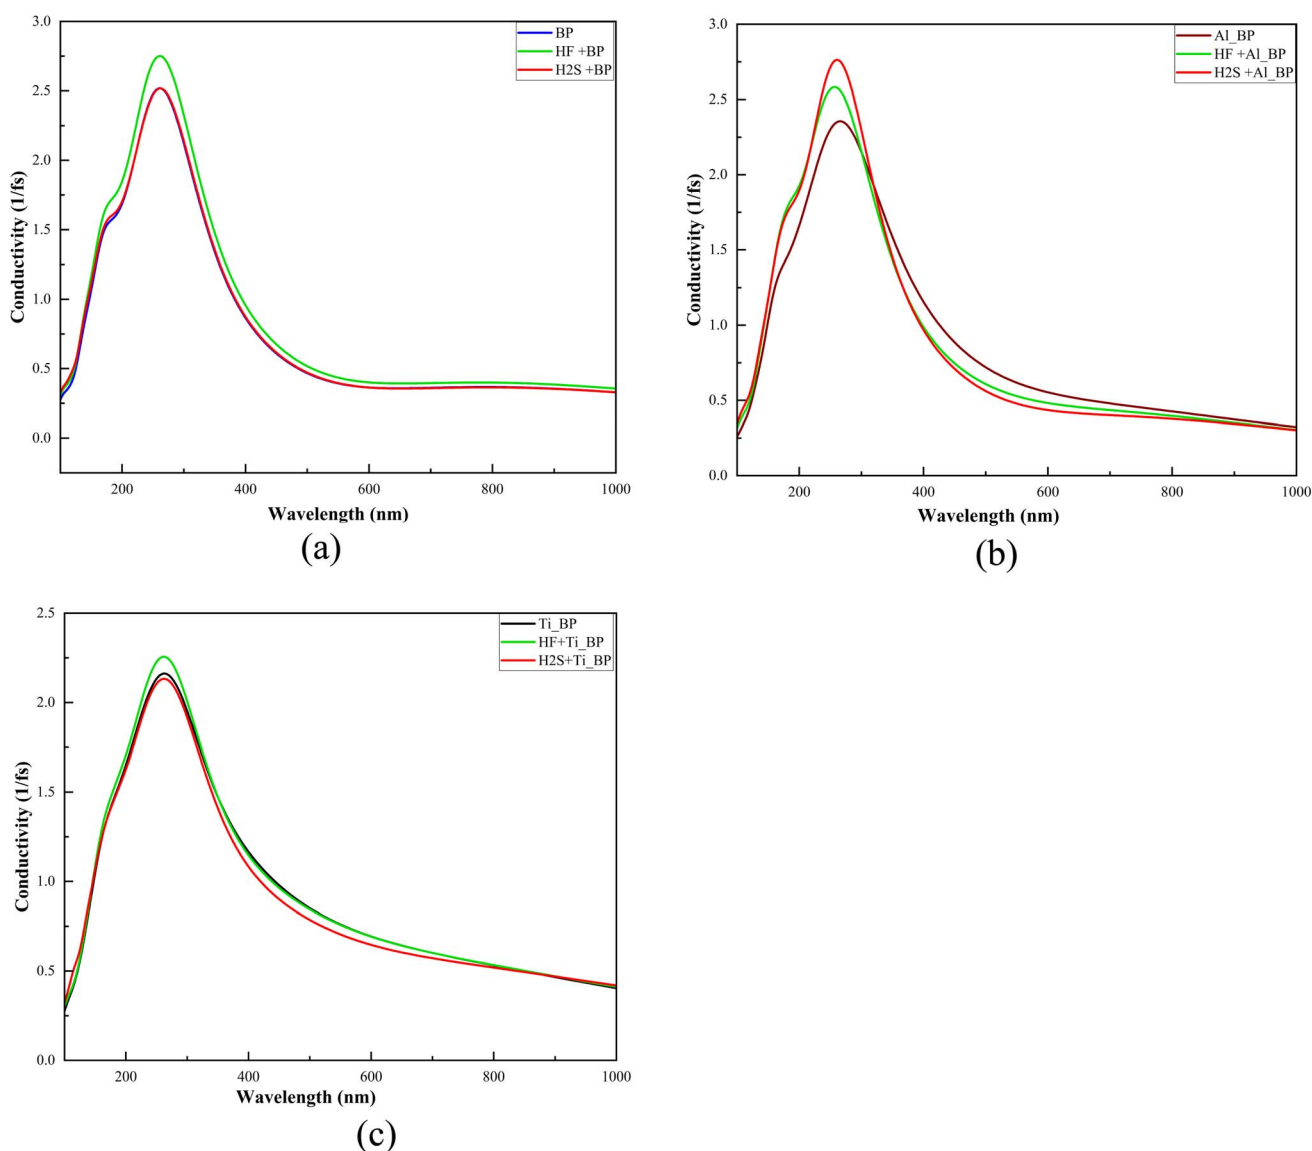 3.0
2.5
2.0
1.5
1.0
0.5
0.0
Conductivity (1/fs)
BP
HF +BP
H2S +BP
200
400
600
800
1000
Wavelength (nm)
(a)
3.0
2.5
2.0
1.5
1.0
0.5
0.0
Conductivity (1/fs)
Al_BP
HF +Al_BP
H2S +Al_BP
200
400
600
800
1000
Wavelength (nm)
(b)
2.5
2.0
1.5
1.0
0.5
0.0
Conductivity (1/fs)
Ti_BP
HF+Ti_BP
H2S+Ti_BP
200
400
600
800
1000
Wavelength (nm)
(c)